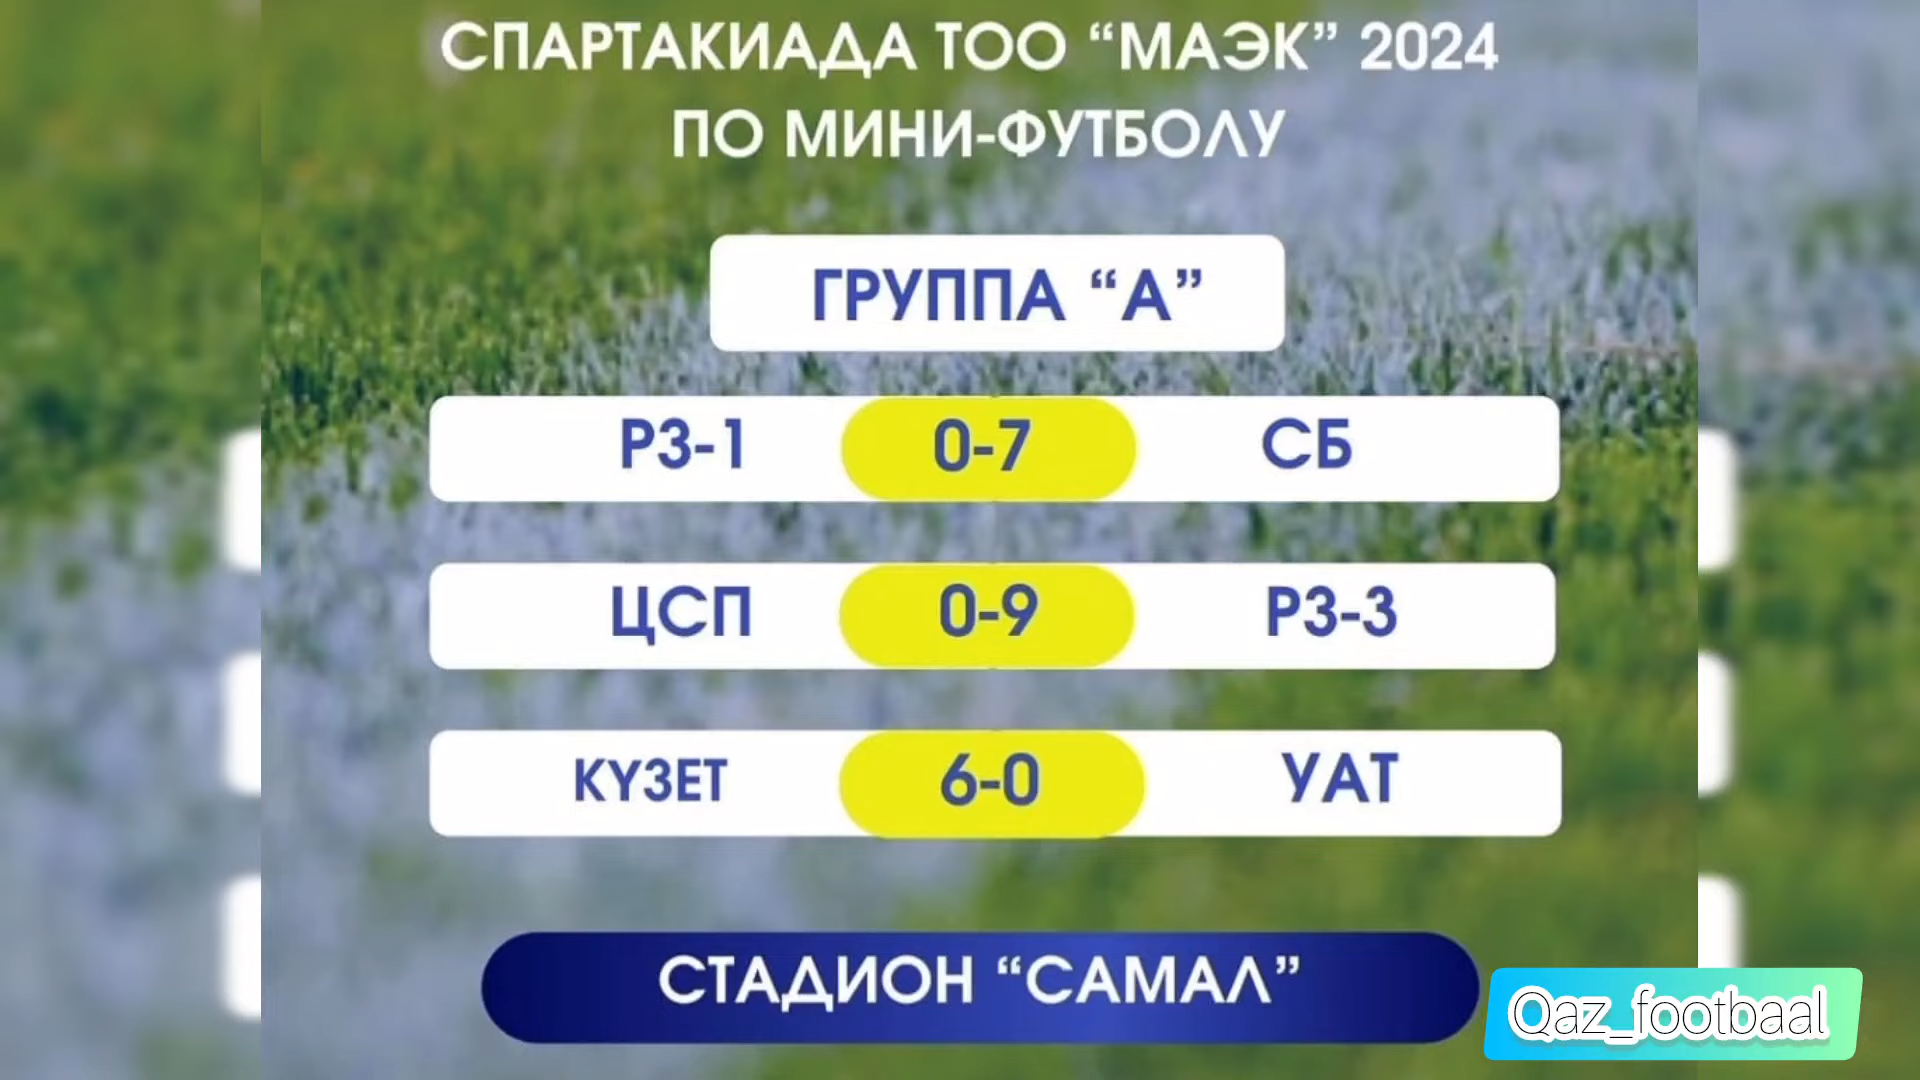 СПАРТАКИАДА ТОО “МАЭК” 2024
ПО МИНИ-ФУТБОЛУ
ГРУППА “А”
РЗ-1 0-7 СБ
ЦСП 0-9 РЗ-3
КҮЗЕТ 6-0 УАТ
СТАДИОН “САМАЛ”
Qaz_footbaal